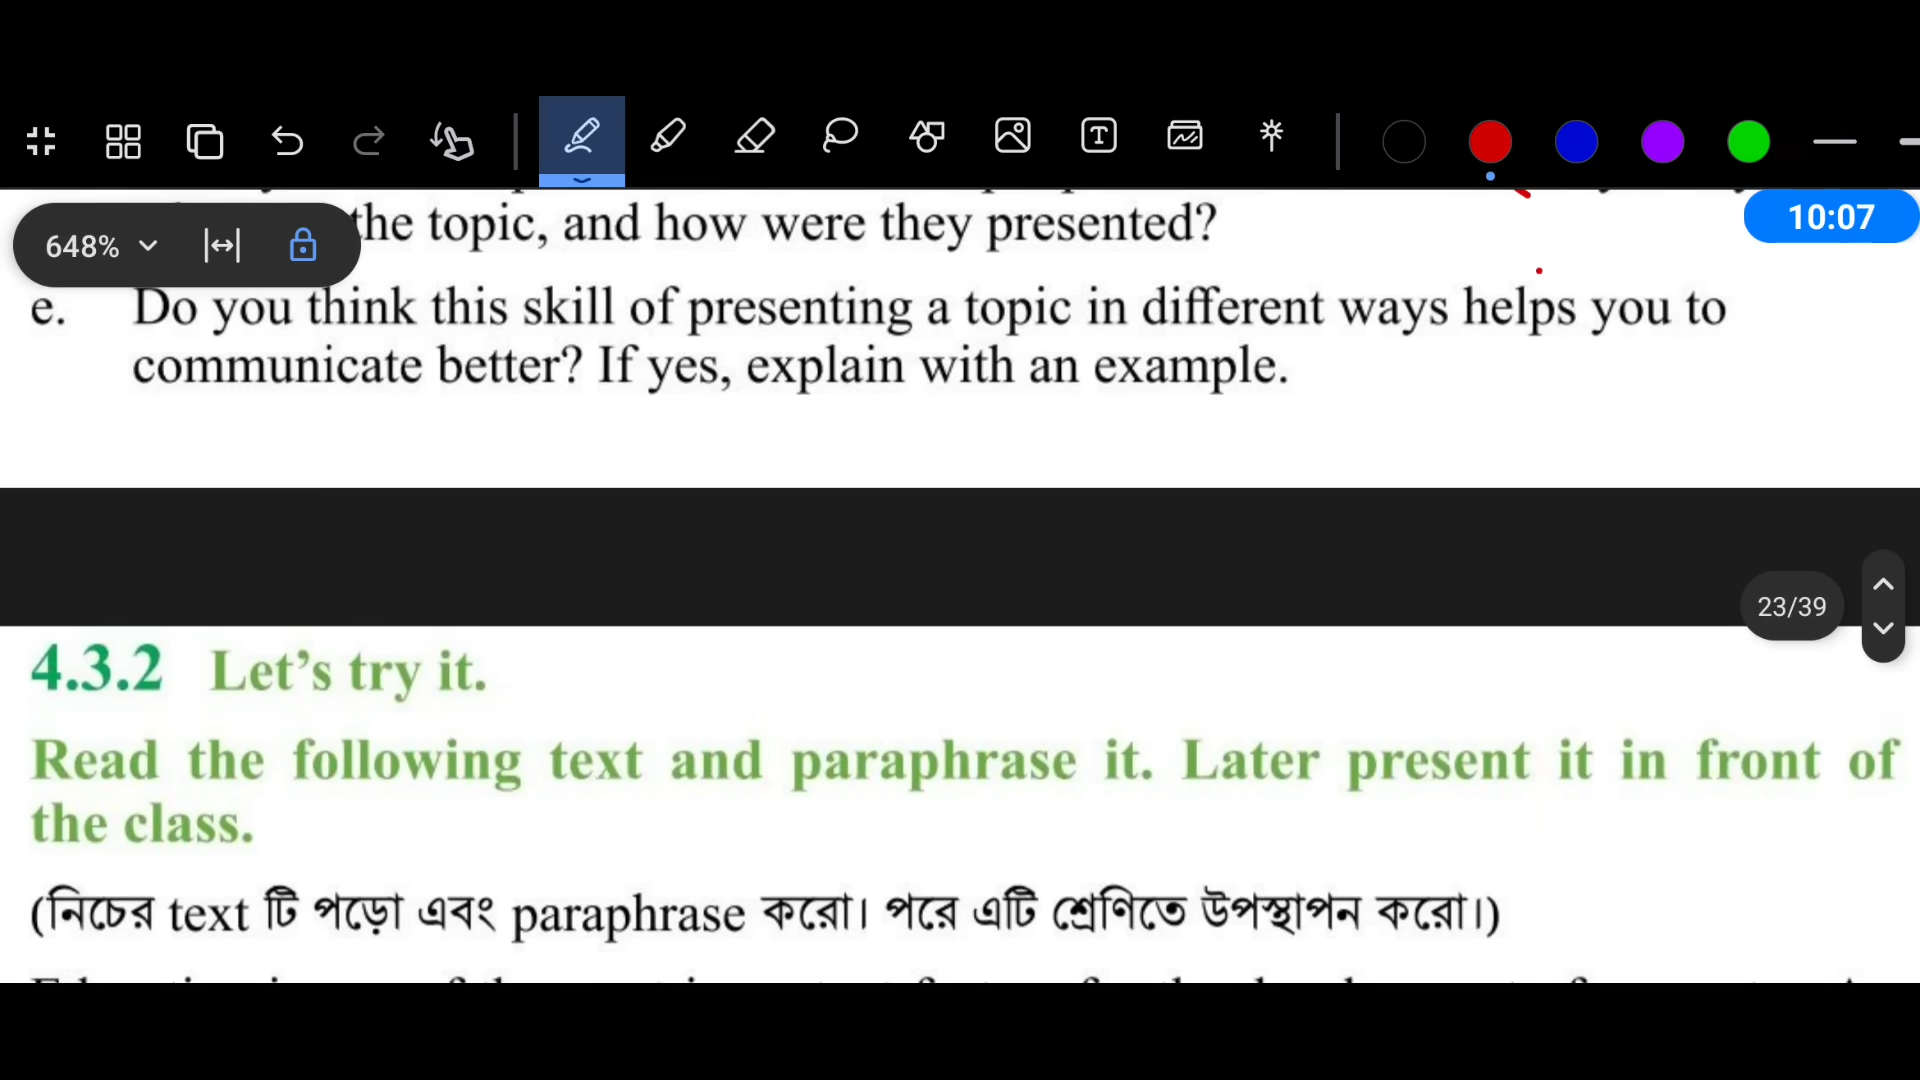 648%
the topic, and how were they presented?
10:07
e. Do you think this skill of presenting a topic in different ways helps you to
communicate better? If yes, explain with an example.
23/39
4.3.2 Let’s try it.
Read the following text and paraphrase it. Later present it in front of
the class.
(নিচের text টি পড়ো এবং paraphrase করো। পরে এটি শ্রেণিতে উপস্থাপন করো।)